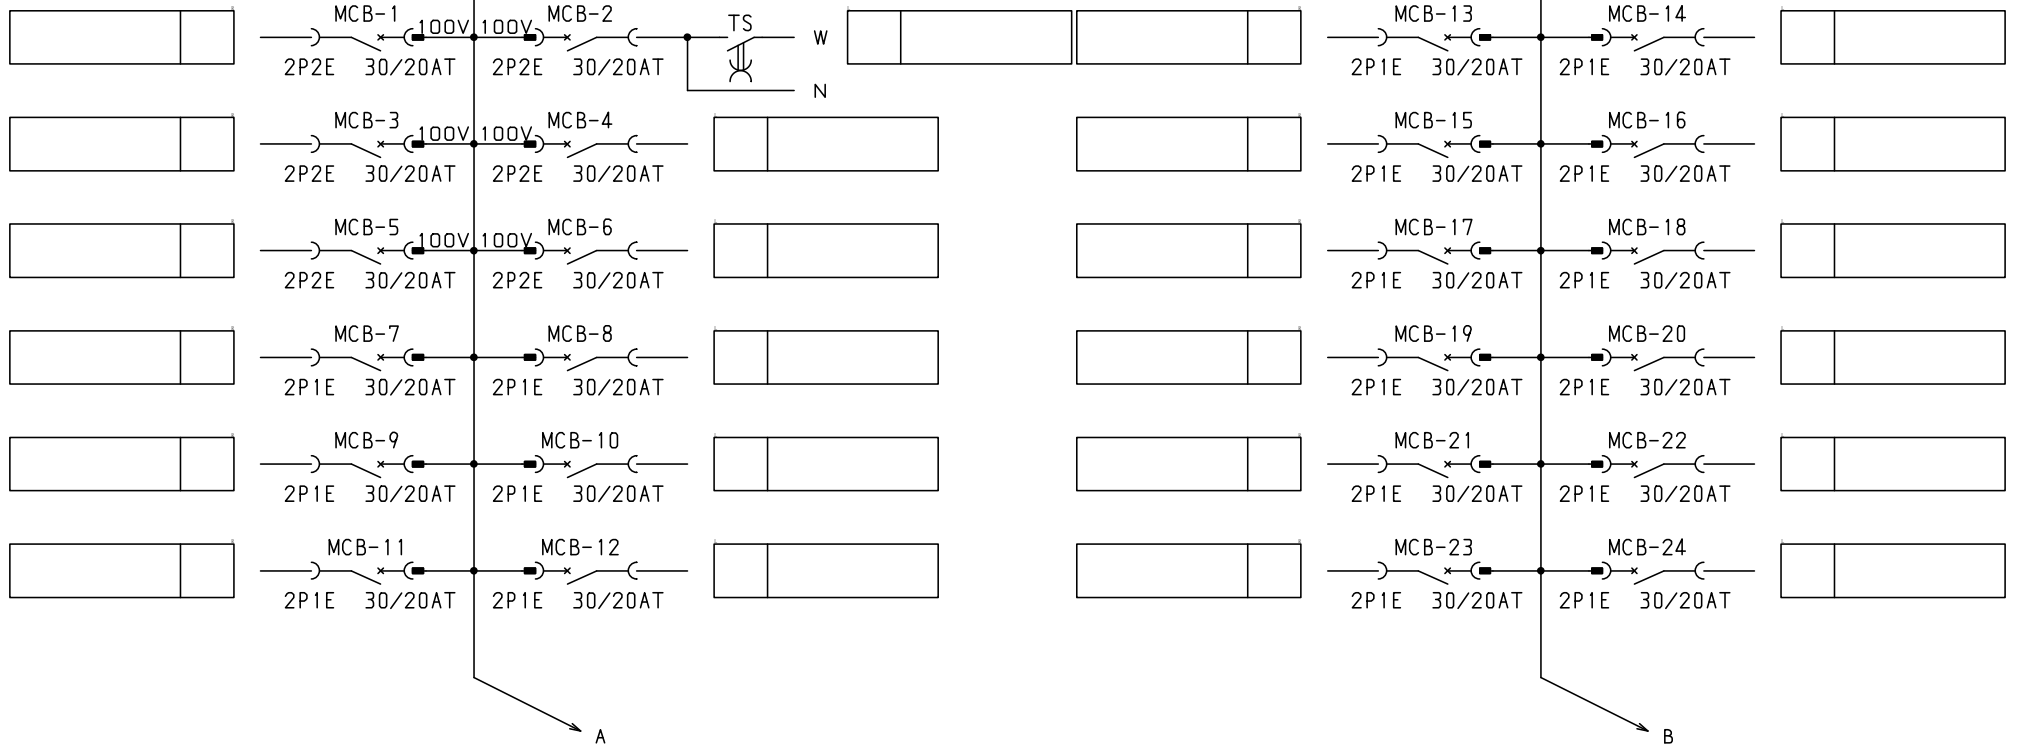 MCB-1 100V 100V MCB-2 TS W MCB-13 MCB-14
2P2E 30/20AT 2P2E 30/20AT N 2P1E 30/20AT 2P1E 30/20AT
MCB-3 100V 100V MCB-4 MCB-15 MCB-16
2P2E 30/20AT 2P2E 30/20AT 2P1E 30/20AT 2P1E 30/20AT
MCB-5 100V 100V MCB-6 MCB-17 MCB-18
2P2E 30/20AT 2P2E 30/20AT 2P1E 30/20AT 2P1E 30/20AT
MCB-7 MCB-8 MCB-19 MCB-20
2P1E 30/20AT 2P1E 30/20AT 2P1E 30/20AT 2P1E 30/20AT
MCB-9 MCB-10 MCB-21 MCB-22
2P1E 30/20AT 2P1E 30/20AT 2P1E 30/20AT 2P1E 30/20AT
MCB-11 MCB-12 MCB-23 MCB-24
2P1E 30/20AT 2P1E 30/20AT 2P1E 30/20AT 2P1E 30/20AT
A B